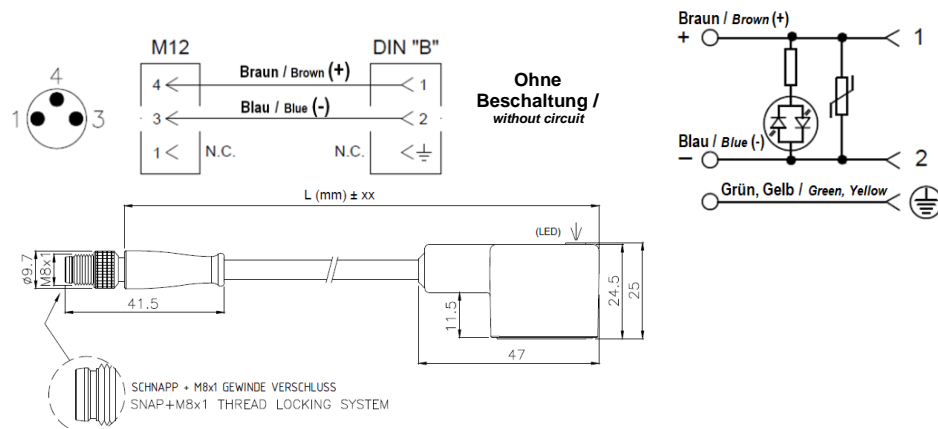 M12
DIN "B"
4
Braun / Brown (+)
1
3
Blau / Blue (-)
2
1
N.C.
N.C.
4
1
3
Ohne
Beschaltung /
without circuit
Braun / Brown (+)
+
1
Blau / Blue (-)
−
2
Grün, Gelb / Green, Yellow
L (mm) ± xx
(LED)
Ø9.7
M8x1
41.5
11.5
47
24.5
25
SCHNAPP + M8x1 GEWINDE VERSCHLUSS
SNAP+M8x1 THREAD LOCKING SYSTEM